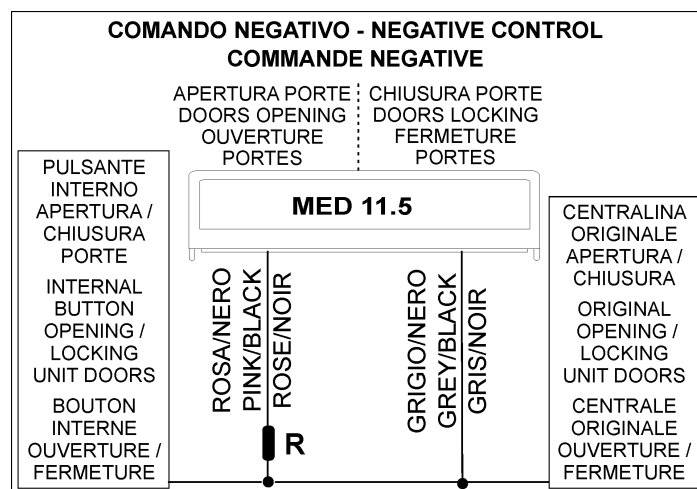 COMANDO NEGATIVO - NEGATIVE CONTROL
COMMANDE NEGATIVE
APERTURA PORTE
DOORS OPENING
OUVERTURE
PORTES
CHIUSURA PORTE
DOORS LOCKING
FERMETURE
PORTES
PULSANTE
INTERNO
APERTURA /
CHIUSURA
PORTE
INTERNAL
BUTTON
OPENING /
LOCKING
UNIT DOORS
BOUTON
INTERNE
OUVERTURE /
FERMETURE
MED 11.5
ROSA/NERO
PINK/BLACK
ROSE/NOIR
R
GRIGIO/NERO
GREY/BLACK
GRIS/NOIR
CENTRALINA
ORIGINALE
APERTURA /
CHIUSURA
ORIGINAL
OPENING /
LOCKING
UNIT DOORS
CENTRALE
ORIGINALE
OUVERTURE /
FERMETURE